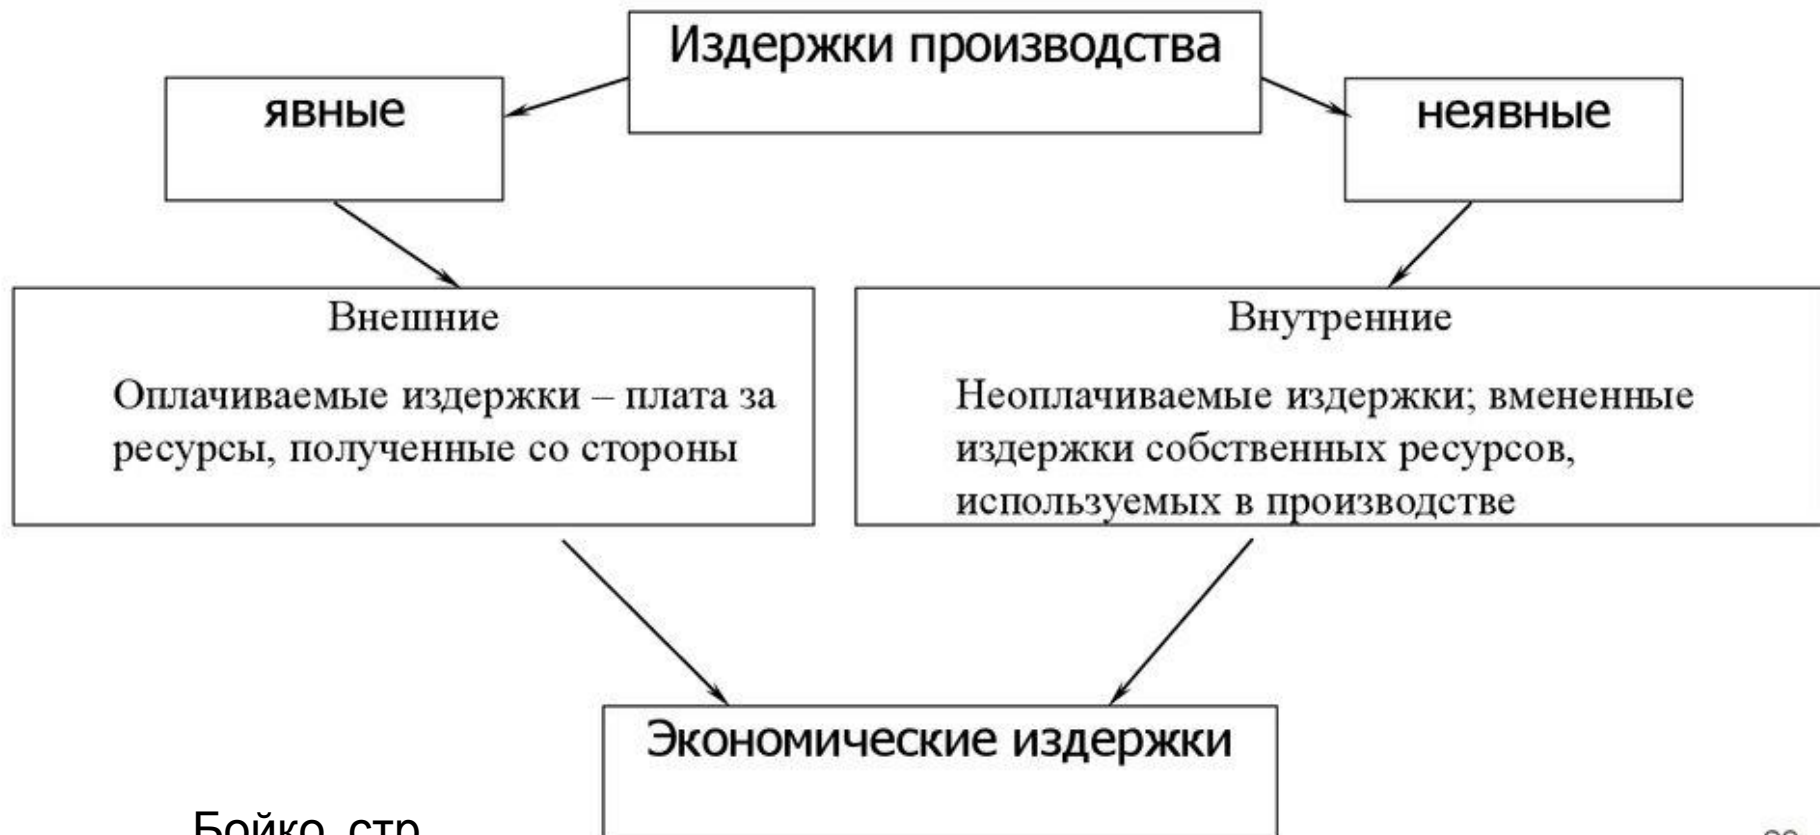 Издержки производства
явные
неявные
Внешние
Оплачиваемые издержки – плата за
ресурсы, полученные со стороны
Внутренние
Неоплачиваемые издержки; вмененные
издержки собственных ресурсов,
используемых в производстве
Экономические издержки
Бойко, стр